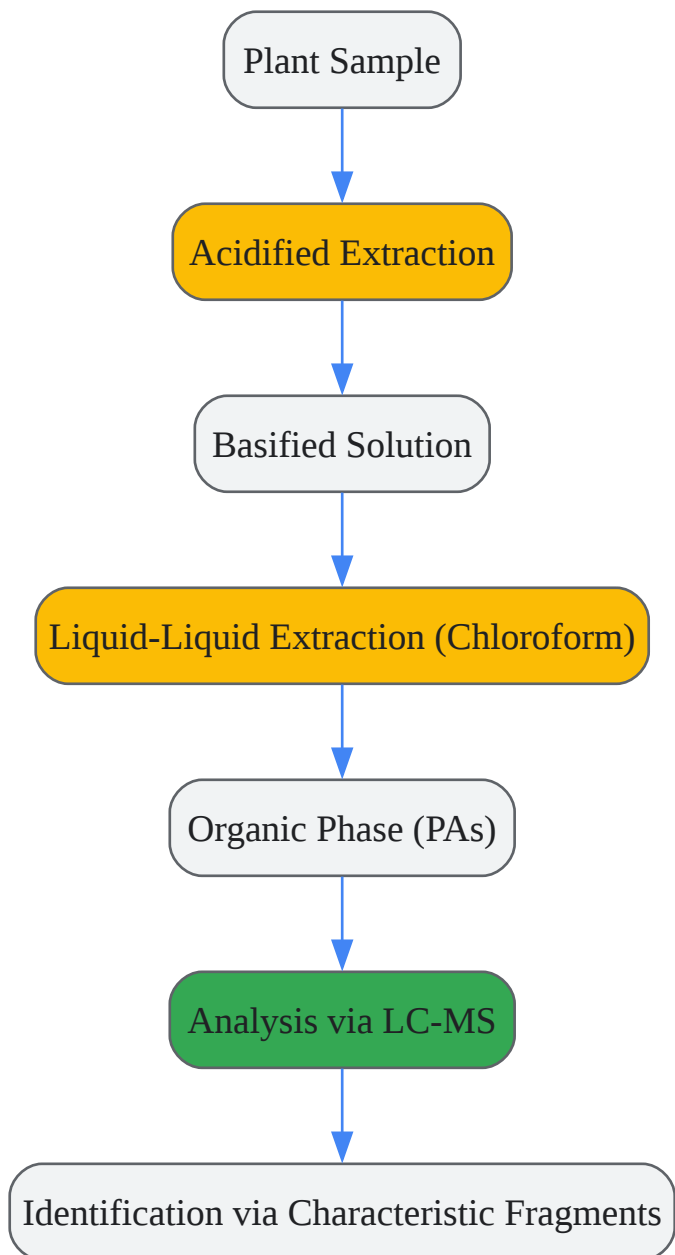 Plant Sample
Acidified Extraction
Basified Solution
Liquid-Liquid Extraction (Chloroform)
Organic Phase (PAs)
Analysis via LC-MS
Identification via Characteristic Fragments